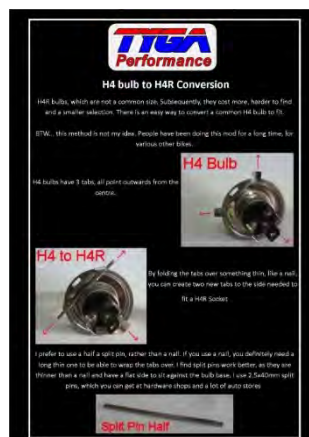 TYGA
Performance
H4 bulb to H4R Conversion
H4R bulbs, which are not a common size. Subsequently, they cost more, harder to find
and a smaller selection. There is an easy way to convert a common H4 bulb to fit.
BTW... this method is not my idea. People have been doing this mod for a long time, for
various other bikes.
H4 Bulb
H4 bulbs have 3 tabs, all point outwards from the
centre.
H4 to H4R
By folding the tabs over something thin, like a nail,
you can create two new tabs to the side needed to
fit a H4R Socket
I prefer to use a half a split pin, rather than a nail. If you use a nail, you definitely need a
long thin one to be able to wrap the tabs over. I find split pins work better, as they are
thinner than a nail and have a flat side to sit against the bulb base. I use 2.5x40mm split
pins, which you can get at hardware shops and a lot of auto stores
Split Pin Half